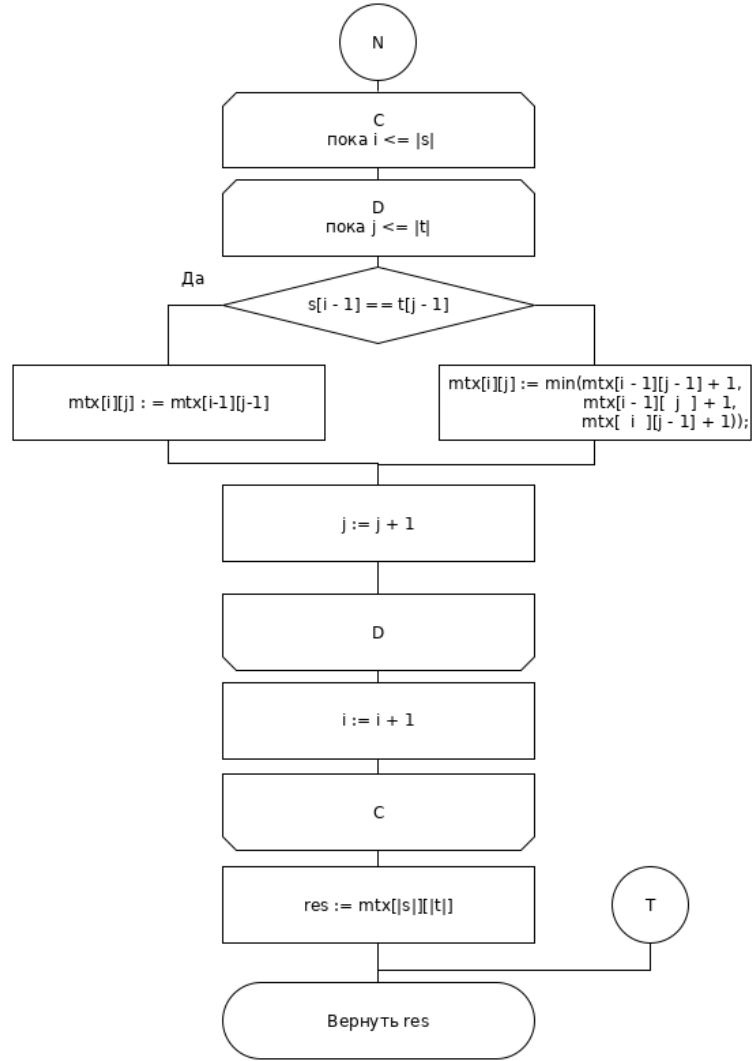 N
C
пока i <= |s|
D
пока j <= |t|
Да
s[i - 1] == t[j - 1]
mtx[i][j] : = mtx[i-1][j-1]
mtx[i][j] := min(mtx[i - 1][j - 1] + 1,
mtx[i - 1][  j  ] + 1,
mtx[  i  ][j - 1] + 1));
j := j + 1
D
i := i + 1
C
res := mtx[|s|][|t|]
T
Вернуть res